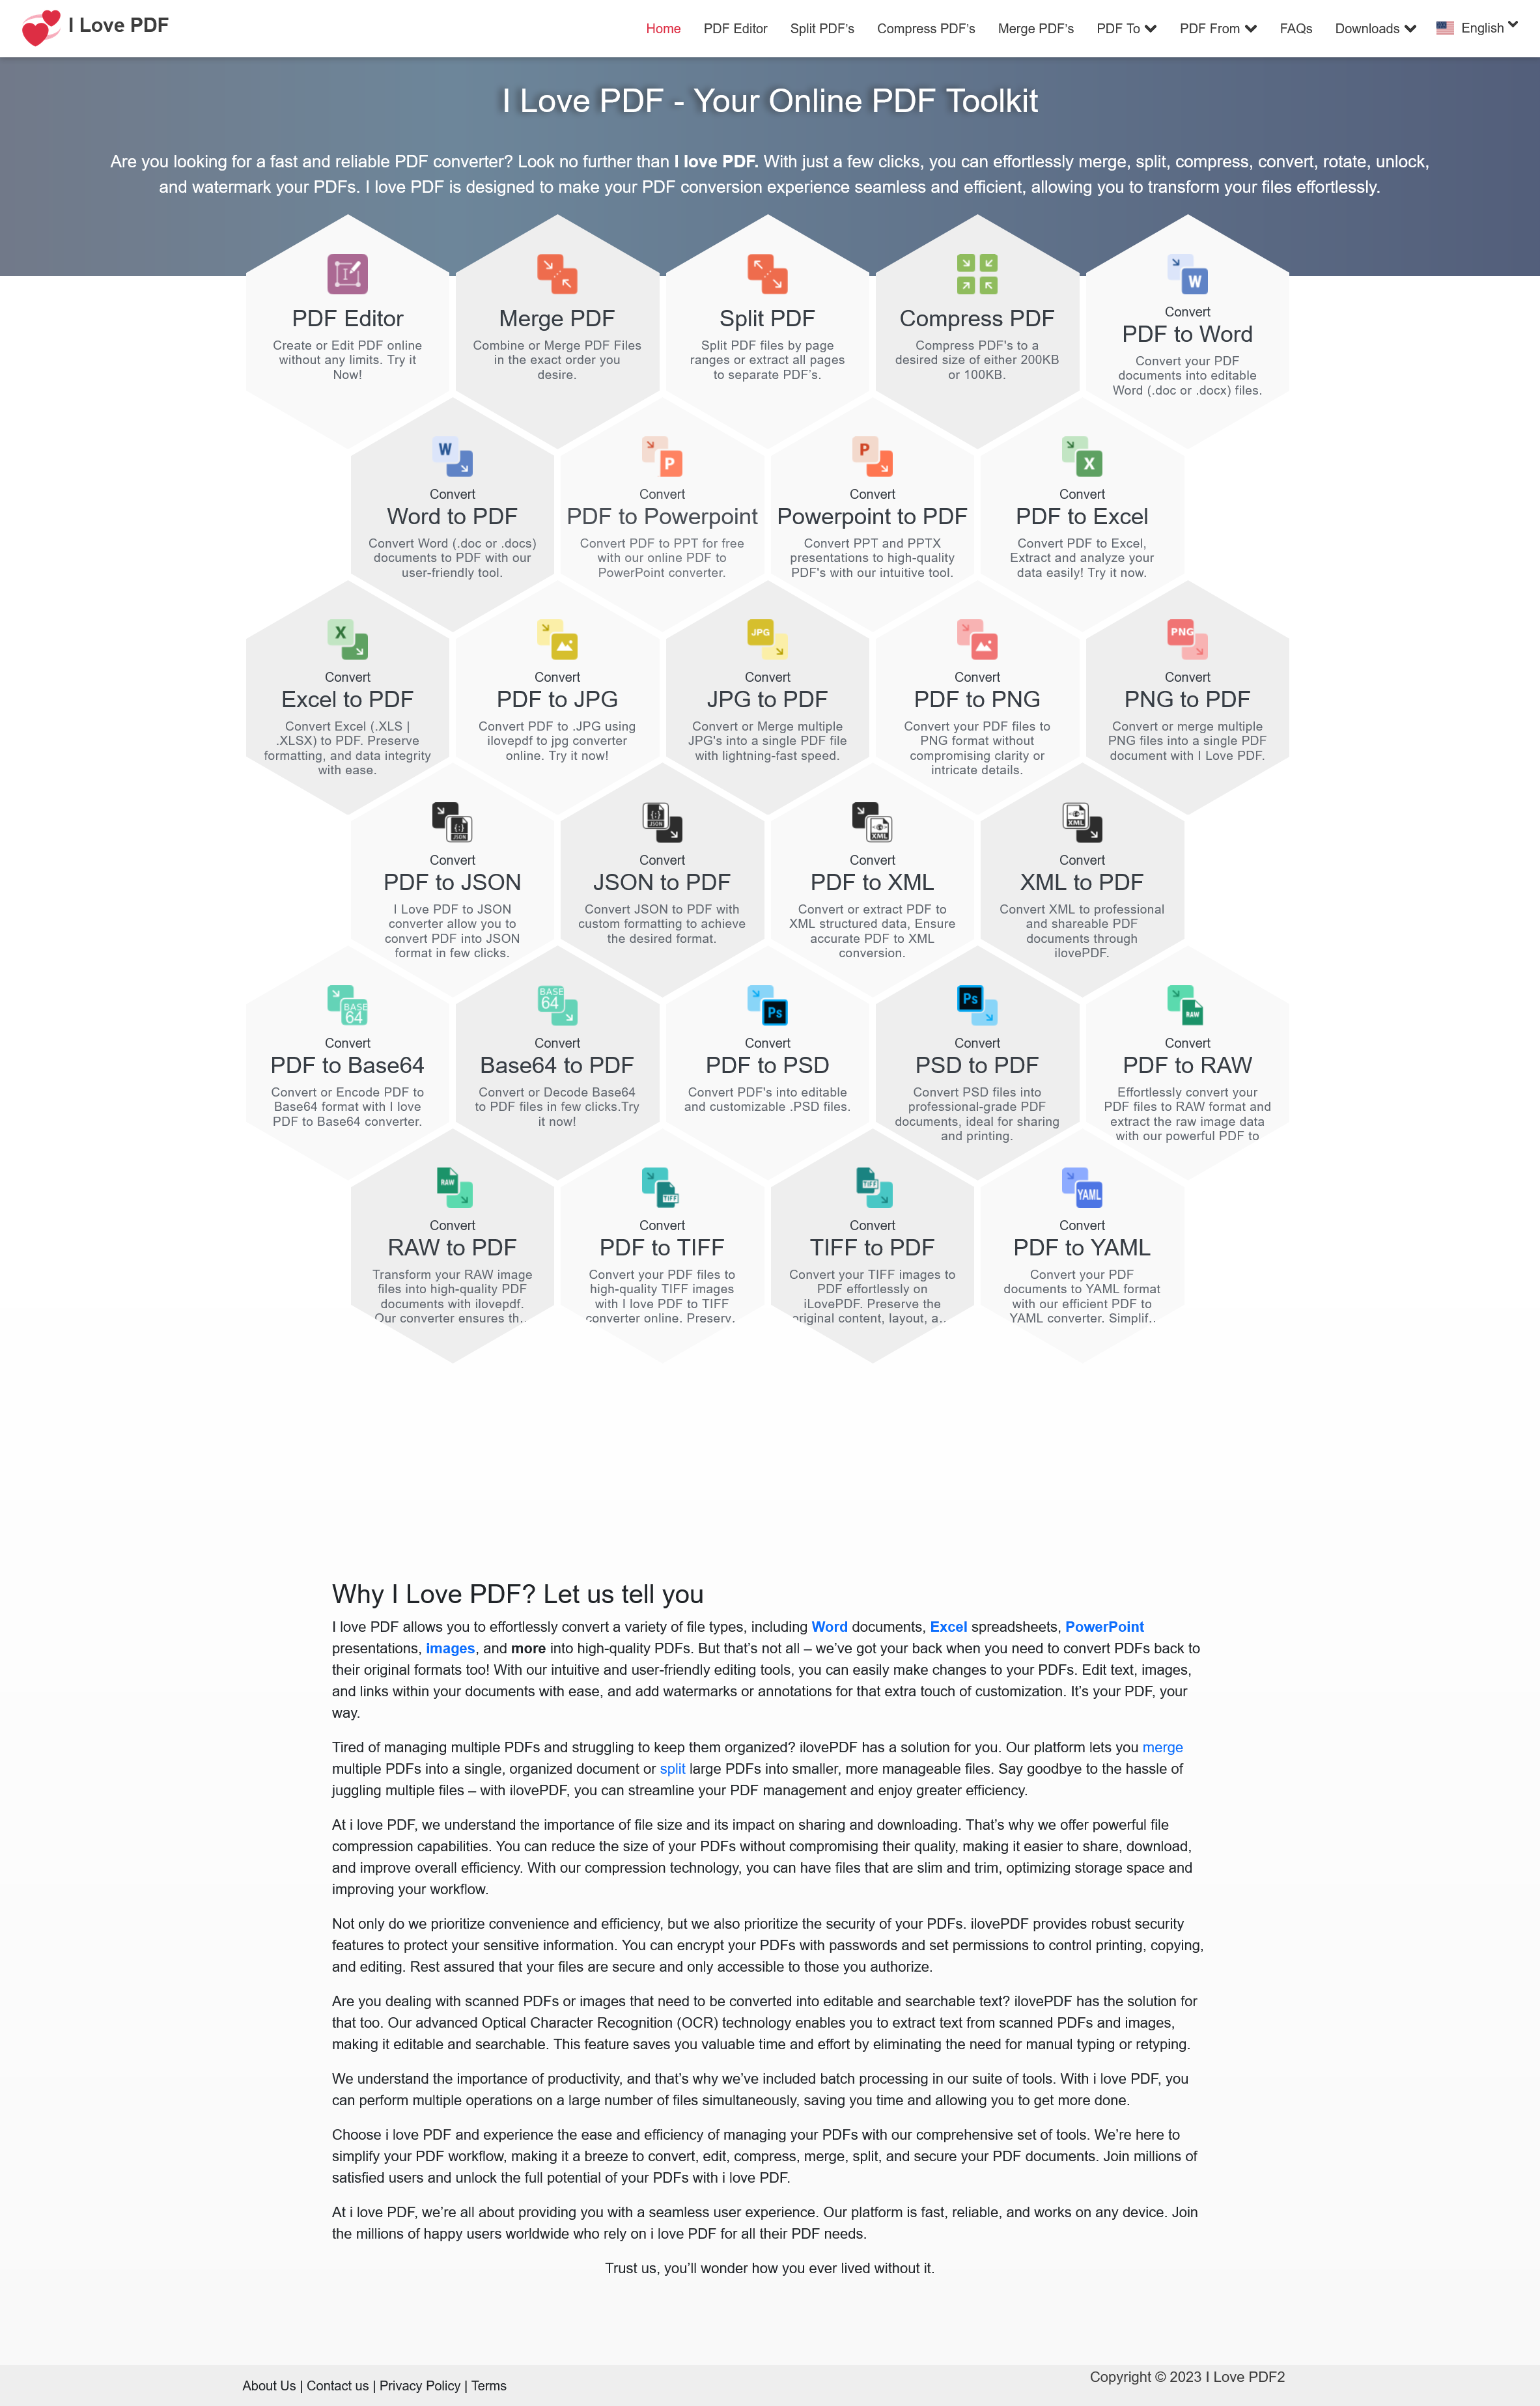 I Love PDF
Home PDF Editor Split PDF's Compress PDF's Merge PDF's PDF To PDF From FAQs Downloads English
I Love PDF - Your Online PDF Toolkit
Are you looking for a fast and reliable PDF converter? Look no further than I love PDF. With just a few clicks, you can effortlessly merge, split, compress, convert, rotate, unlock,
and watermark your PDFs. I love PDF is designed to make your PDF conversion experience seamless and efficient, allowing you to transform your files effortlessly.
PDF Editor
Create or Edit PDF online
without any limits. Try it
Now!
Merge PDF
Combine or Merge PDF Files
in the exact order you
desire.
Split PDF
Split PDF files by page
ranges or extract all pages
to separate PDF's.
Compress PDF
Compress PDF's to a
desired size of either 200KB
or 100KB.
W
Convert
PDF to Word
Convert your PDF
documents into editable
Word (.doc or .docx) files.
W
Convert
Word to PDF
Convert Word (.doc or .docs)
documents to PDF with our
user-friendly tool.
P
Convert
PDF to Powerpoint
Convert PDF to PPT for free
with our online PDF to
PowerPoint converter.
P
Convert
Powerpoint to PDF
Convert PPT and PPTX
presentations to high-quality
PDF's with our intuitive tool.
X
Convert
PDF to Excel
Convert PDF to Excel,
Extract and analyze your
data easily! Try it now.
X
Convert
Excel to PDF
Convert Excel (.XLS |
.XLSX) to PDF. Preserve
formatting, and data integrity
with ease.
Convert
PDF to JPG
Convert PDF to .JPG using
ilovepdf to jpg converter
online. Try it now!
JPG
Convert
JPG to PDF
Convert or Merge multiple
JPG's into a single PDF file
with lightning-fast speed.
Convert
PDF to PNG
Convert your PDF files to
PNG format without
compromising clarity or
intricate details.
PNG
Convert
PNG to PDF
Convert or merge multiple
PNG files into a single PDF
document with I Love PDF.
JSON
Convert
PDF to JSON
I Love PDF to JSON
converter allow you to
convert PDF into JSON
format in few clicks.
JSON
Convert
JSON to PDF
Convert JSON to PDF with
custom formatting to achieve
the desired format.
XML
Convert
PDF to XML
Convert or extract PDF to
XML structured data, Ensure
accurate PDF to XML
conversion.
XML
Convert
XML to PDF
Convert XML to professional
and shareable PDF
documents through
ilovePDF.
BASE
64
Convert
PDF to Base64
Convert or Encode PDF to
Base64 format with I love
PDF to Base64 converter.
BASE
64
Convert
Base64 to PDF
Convert or Decode Base64
to PDF files in few clicks.Try
it now!
Ps
Convert
PDF to PSD
Convert PDF's into editable
and customizable .PSD files.
Ps
Convert
PSD to PDF
Convert PSD files into
professional-grade PDF
documents, ideal for sharing
and printing.
RAW
Convert
PDF to RAW
Effortlessly convert your
PDF files to RAW format and
extract the raw image data
with our powerful PDF to
RAW
Convert
RAW to PDF
Transform your RAW image
files into high-quality PDF
documents with ilovepdf.
Our converter ensures th..
TIFF
Convert
PDF to TIFF
Convert your PDF files to
high-quality TIFF images
with I love PDF to TIFF
converter online. Preserv.
TIFF
Convert
TIFF to PDF
Convert your TIFF images to
PDF effortlessly on
iLovePDF. Preserve the
original content, layout, a..
YAML
Convert
PDF to YAML
Convert your PDF
documents to YAML format
with our efficient PDF to
YAML converter. Simplif..
Why I Love PDF? Let us tell you
I love PDF allows you to effortlessly convert a variety of file types, including Word documents, Excel spreadsheets, PowerPoint
presentations, images, and more into high-quality PDFs. But that's not all – we've got your back when you need to convert PDFs back to
their original formats too! With our intuitive and user-friendly editing tools, you can easily make changes to your PDFs. Edit text, images,
and links within your documents with ease, and add watermarks or annotations for that extra touch of customization. It's your PDF, your
way.
Tired of managing multiple PDFs and struggling to keep them organized? ilovePDF has a solution for you. Our platform lets you merge
multiple PDFs into a single, organized document or split large PDFs into smaller, more manageable files. Say goodbye to the hassle of
juggling multiple files – with ilovePDF, you can streamline your PDF management and enjoy greater efficiency.
At i love PDF, we understand the importance of file size and its impact on sharing and downloading. That's why we offer powerful file
compression capabilities. You can reduce the size of your PDFs without compromising their quality, making it easier to share, download,
and improve overall efficiency. With our compression technology, you can have files that are slim and trim, optimizing storage space and
improving your workflow.
Not only do we prioritize convenience and efficiency, but we also prioritize the security of your PDFs. ilovePDF provides robust security
features to protect your sensitive information. You can encrypt your PDFs with passwords and set permissions to control printing, copying,
and editing. Rest assured that your files are secure and only accessible to those you authorize.
Are you dealing with scanned PDFs or images that need to be converted into editable and searchable text? ilovePDF has the solution for
that too. Our advanced Optical Character Recognition (OCR) technology enables you to extract text from scanned PDFs and images,
making it editable and searchable. This feature saves you valuable time and effort by eliminating the need for manual typing or retyping.
We understand the importance of productivity, and that's why we've included batch processing in our suite of tools. With i love PDF, you
can perform multiple operations on a large number of files simultaneously, saving you time and allowing you to get more done.
Choose i love PDF and experience the ease and efficiency of managing your PDFs with our comprehensive set of tools. We're here to
simplify your PDF workflow, making it a breeze to convert, edit, compress, merge, split, and secure your PDF documents. Join millions of
satisfied users and unlock the full potential of your PDFs with i love PDF.
At i love PDF, we're all about providing you with a seamless user experience. Our platform is fast, reliable, and works on any device. Join
the millions of happy users worldwide who rely on i love PDF for all their PDF needs.
Trust us, you'll wonder how you ever lived without it.
About Us | Contact us | Privacy Policy | Terms
Copyright © 2023 I Love PDF2